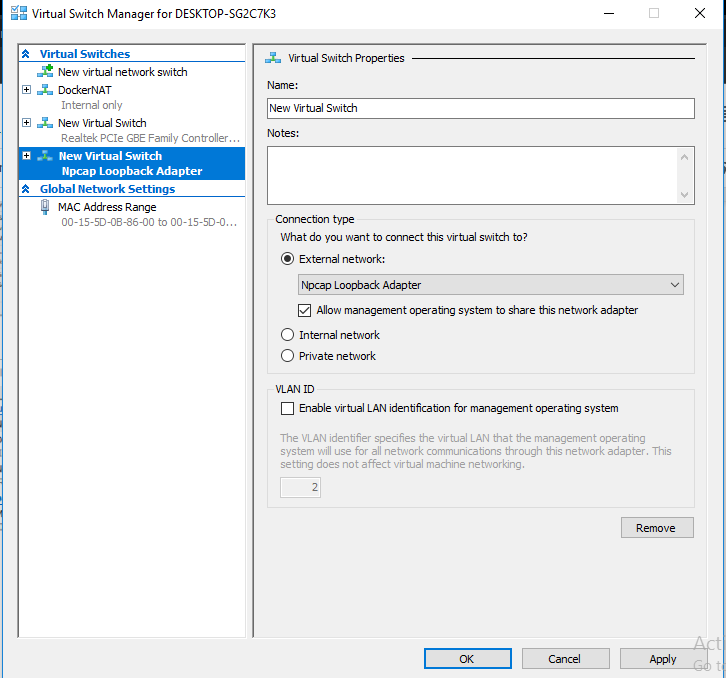 Virtual Switch Manager for DESKTOP-SG2C7K3
Virtual Switches
New virtual network switch
DockerNAT
Internal only
New Virtual Switch
Realtek PCIe GBE Family Controller...
New Virtual Switch
Npcap Loopback Adapter
Global Network Settings
MAC Address Range
00-15-5D-0B-86-00 to 00-15-5D-0...
Virtual Switch Properties
Name:
New Virtual Switch
Notes:
Connection type
What do you want to connect this virtual switch to?
External network:
Npcap Loopback Adapter
Allow management operating system to share this network adapter
Internal network
Private network
VLAN ID
Enable virtual LAN identification for management operating system
The VLAN identifier specifies the virtual LAN that the management operating
system will use for all network communications through this network adapter. This
setting does not affect virtual machine networking.
2
Remove
OK
Cancel
Apply
Act
Go t